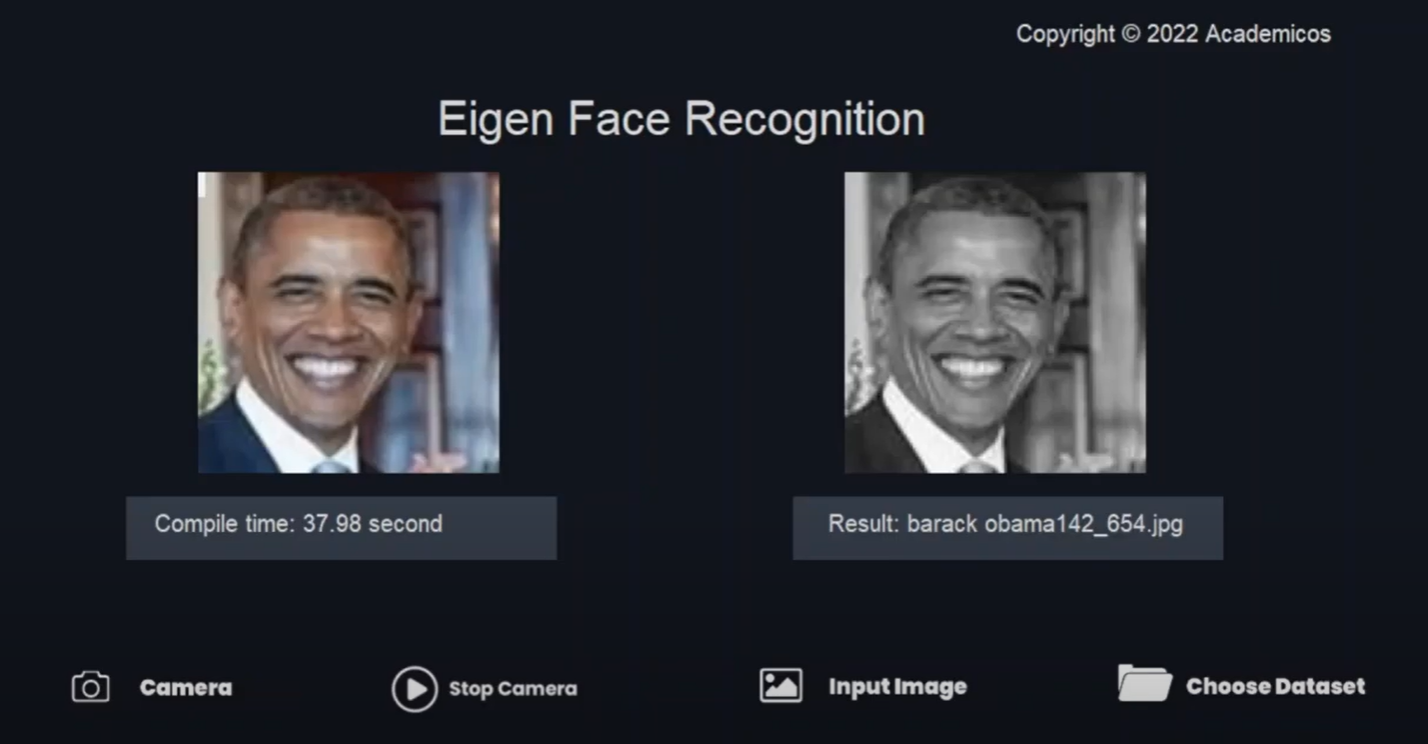 Copyright © 2022 Academicos
Eigen Face Recognition
Compile time: 37.98 second
Result: barack obama142_654.jpg
Camera
Stop Camera
Input Image
Choose Dataset